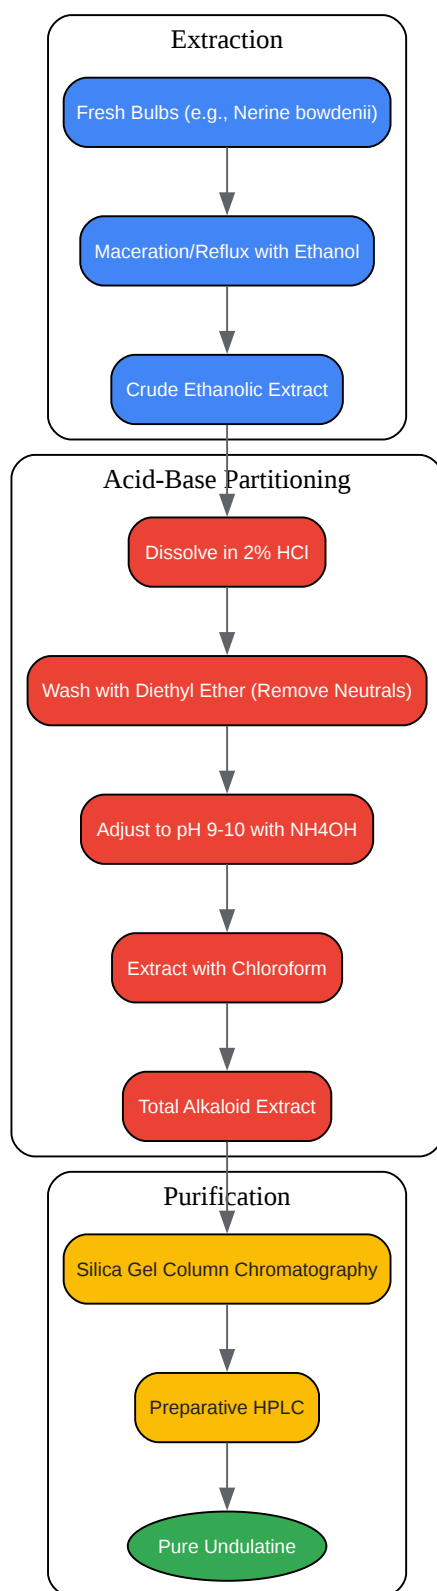 Extraction
Fresh Bulbs (e.g., Nerine bowdenii)
Maceration/Reflux with Ethanol
Crude Ethanolic Extract
Acid-Base Partitioning
Dissolve in 2% HCl
Wash with Diethyl Ether (Remove Neutrals)
Adjust to pH 9-10 with NH4OH
Extract with Chloroform
Total Alkaloid Extract
Purification
Silica Gel Column Chromatography
Preparative HPLC
Pure Undulatine